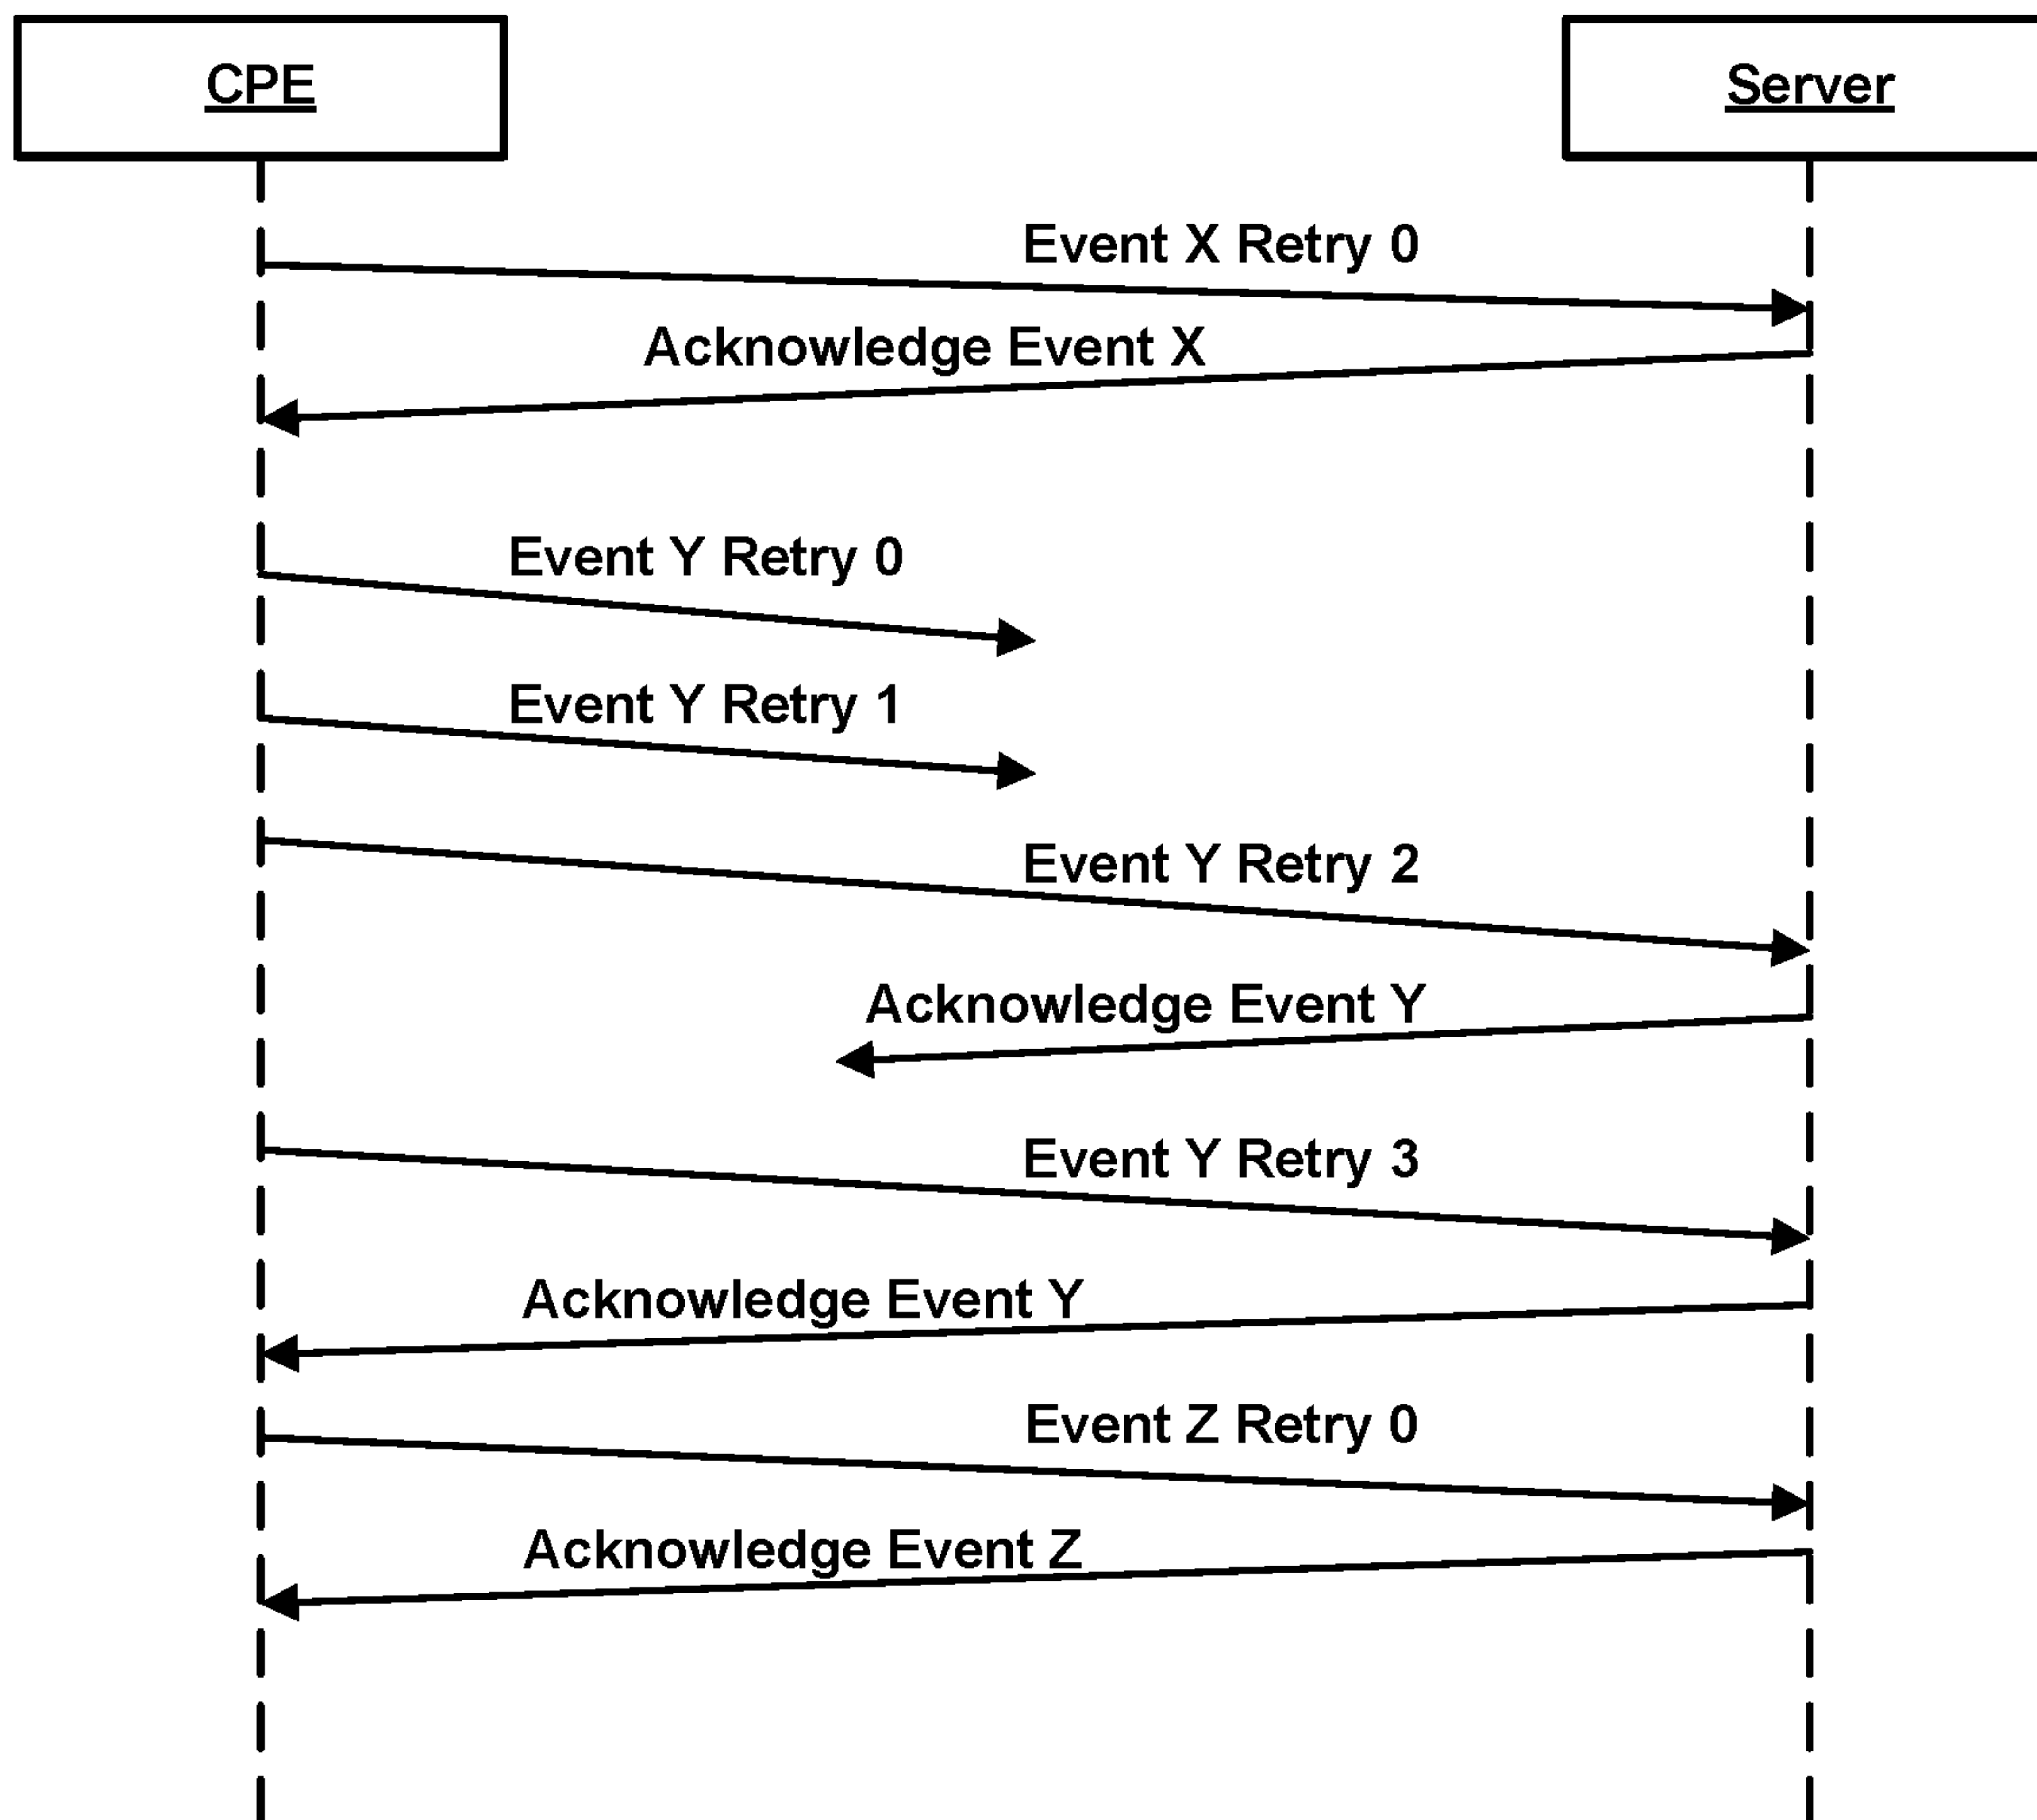 CPE
Server
Event X Retry 0
Acknowledge Event X
Event Y Retry 0
Event Y Retry 1
Event Y Retry 2
Acknowledge Event Y
Event Y Retry 3
Acknowledge Event Y
Event Z Retry 0
Acknowledge Event Z